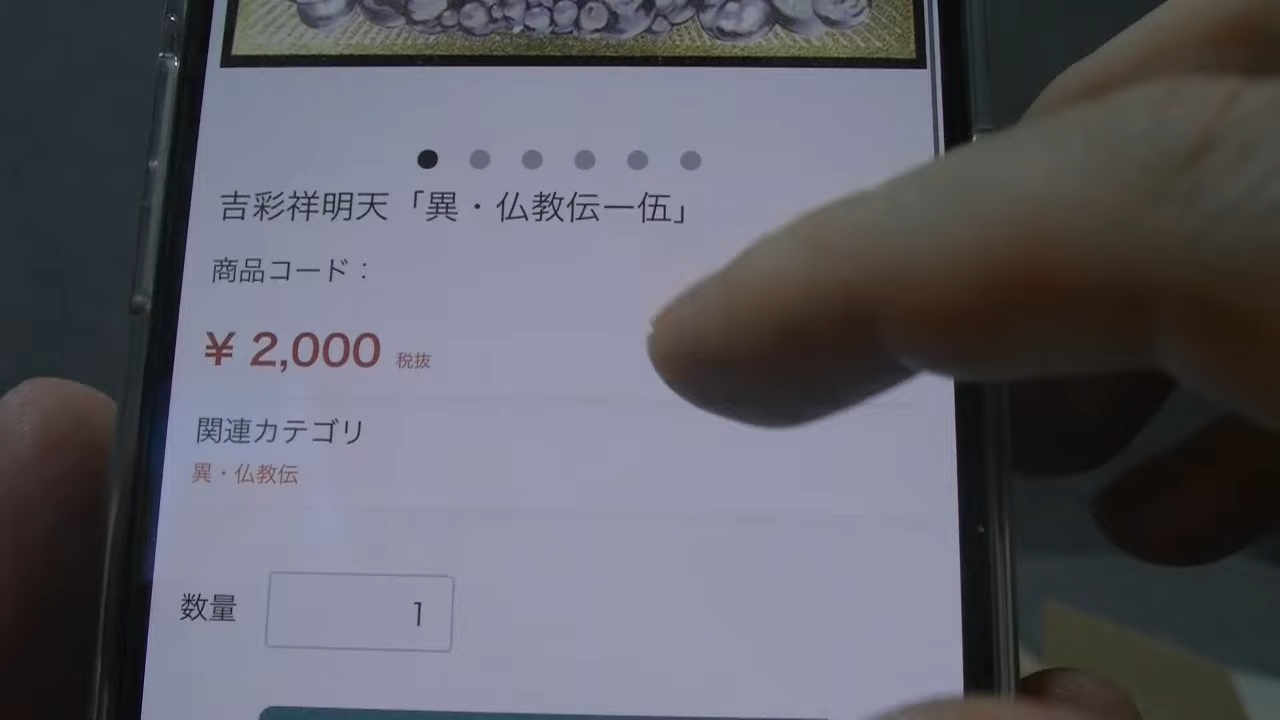 吉彩祥明天「異・仏教伝ー伍」
商品コード：
¥ 2,000 税抜
関連カテゴリ
異・仏教伝
数量 1